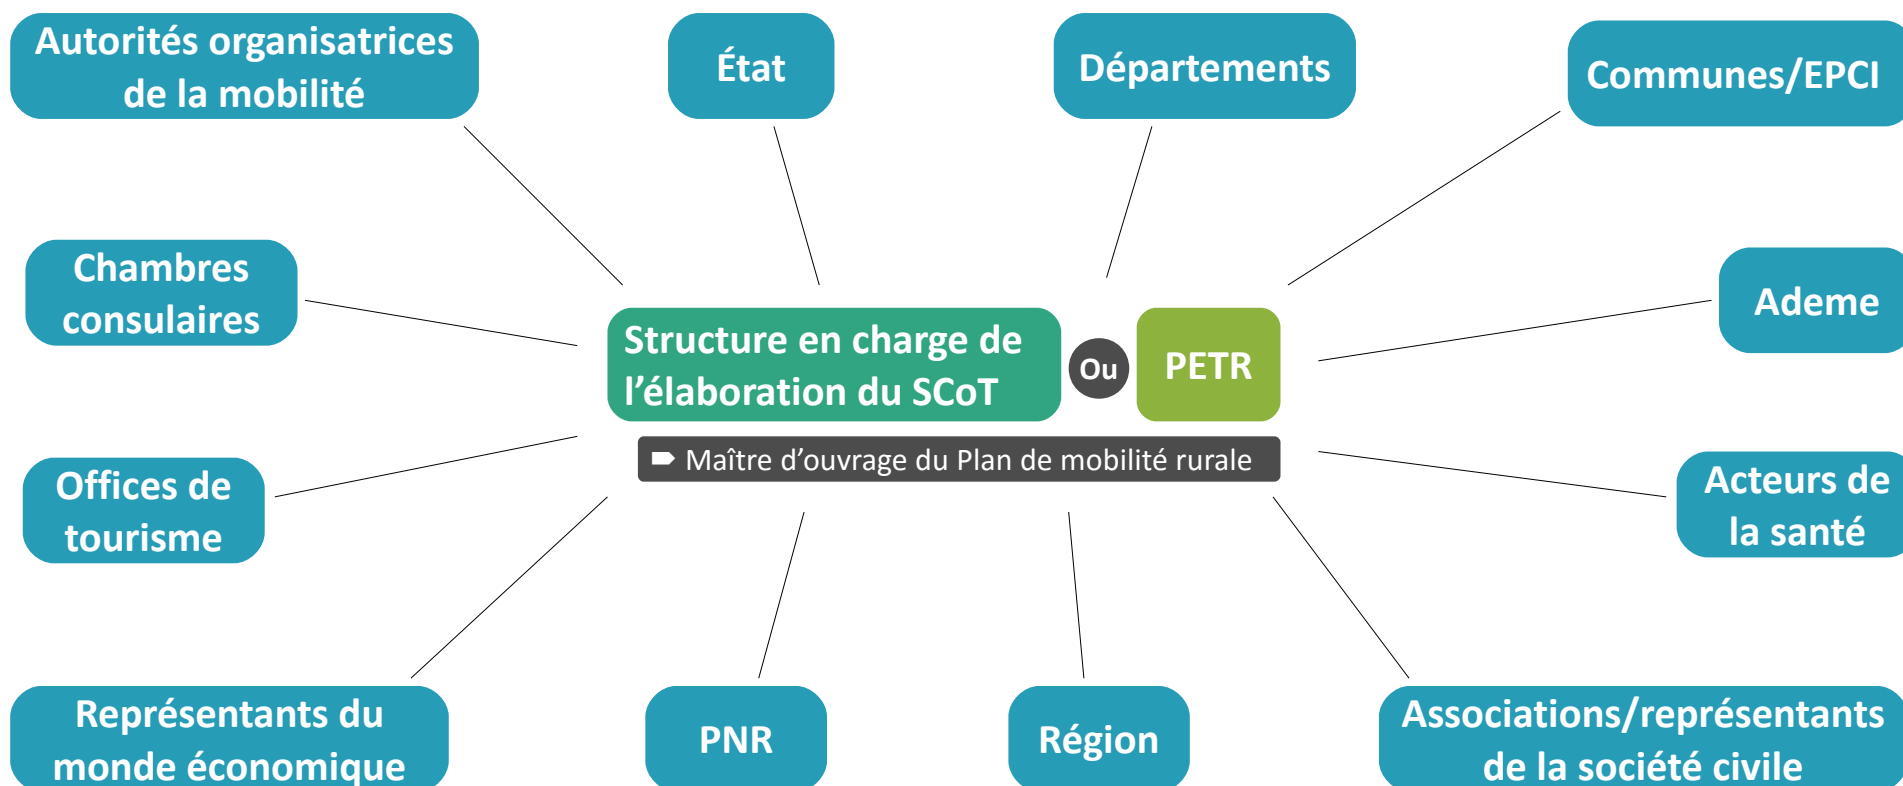 Autorités organisatrices
de la mobilité
État
Départements
Communes/EPCI
Chambres
consulaires
Ademe
Structure en charge de
l’élaboration du SCoT
Ou
PETR
Maître d’ouvrage du Plan de mobilité rurale
Offices de
tourisme
Acteurs de
la santé
Représentants du
monde économique
PNR
Région
Associations/représentants
de la société civile